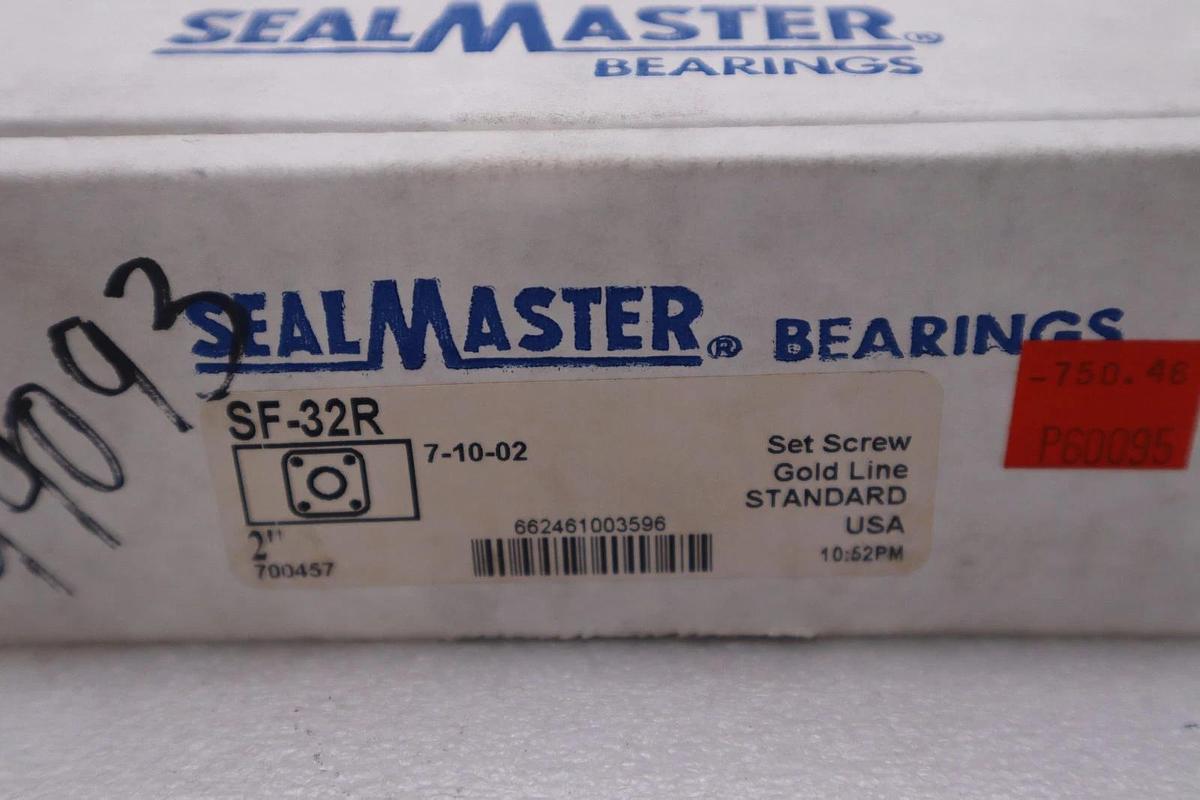 SEALMASTER®
BEARINGS
SEALMASTER® BEARINGS
-750.46
P60095
SF-32R
7-10-02
Set Screw
Gold Line
STANDARD
USA
10:52PM
2"
700457
662461003596